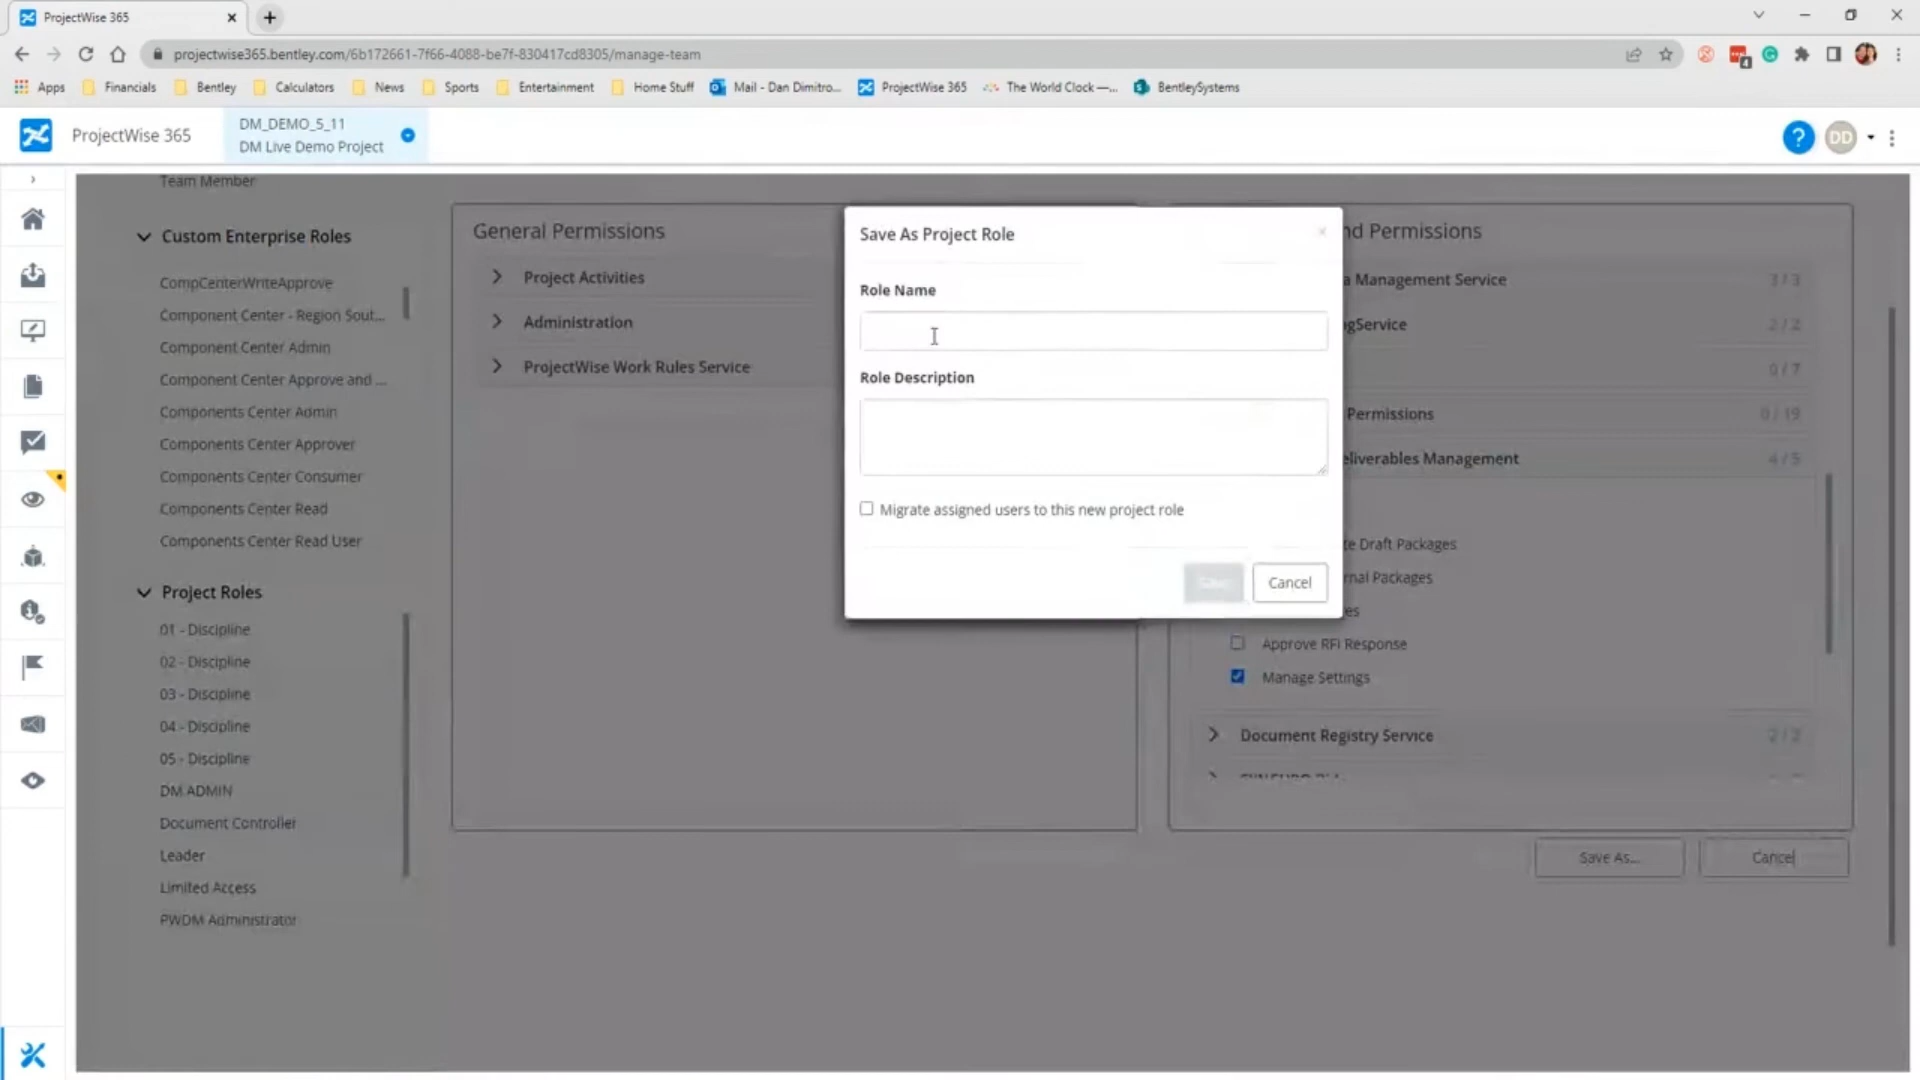 ProjectWise 365
projectwise365.bentley.com/6b172661-7f66-4088-be7f-830417cd8305/manage-team
4
Apps
Financials
Bentley
Calculators
News
Sports
Entertainment
Home Stuff
Mail - Dan Dimitro...
ProjectWise 365
The World Clock —...
BentleySystems
ProjectWise 365
DM_DEMO_5_11
DM Live Demo Project
?
DD
Team Member
Custom Enterprise Roles
CompCenterWriteApprove
Component Center - Region Sout...
Component Center Admin
Component Center Approve and ...
Components Center Admin
Components Center Approver
Components Center Consumer
Components Center Read
Components Center Read User
Project Roles
01 - Discipline
02 - Discipline
03 - Discipline
04 - Discipline
05 - Discipline
DM ADMIN
Document Controller
Leader
Limited Access
PWDM Administrator
General Permissions
Project Activities
Administration
ProjectWise Work Rules Service
Save As Project Role
Role Name
Role Description
Migrate assigned users to this new project role
Save
Cancel
nd Permissions
a Management Service
3 / 3
gService
2 / 2
0 / 7
Permissions
0 / 19
eliverables Management
4 / 5
te Draft Packages
rnal Packages
es
Approve RFI Response
Manage Settings
Document Registry Service
2 / 2
Save As...
Cancel